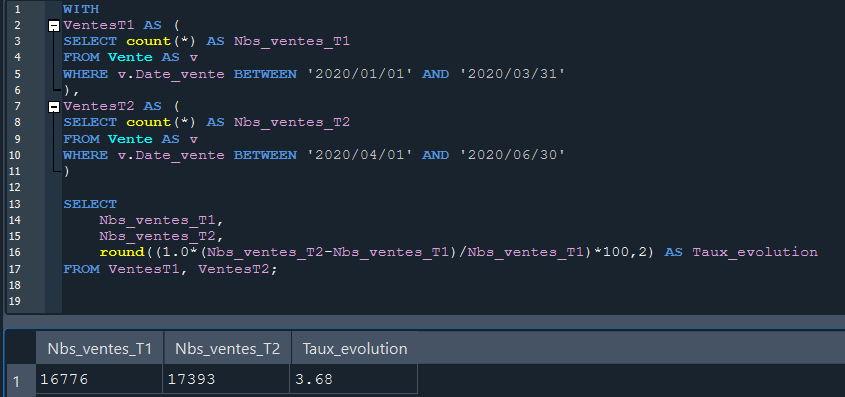 1 WITH
2 VentesT1 AS (
3 SELECT count(*) AS Nbs_ventes_T1
4 FROM Vente AS v
5 WHERE v.Date_vente BETWEEN '2020/01/01' AND '2020/03/31'
6 ),
7 VentesT2 AS (
8 SELECT count(*) AS Nbs_ventes_T2
9 FROM Vente AS v
10 WHERE v.Date_vente BETWEEN '2020/04/01' AND '2020/06/30'
11 )
12
13 SELECT
14 Nbs_ventes_T1,
15 Nbs_ventes_T2,
16 round((1.0*(Nbs_ventes_T2-Nbs_ventes_T1)/Nbs_ventes_T1)*100,2) AS Taux_evolution
17 FROM VentesT1, VentesT2;
18
19
Nbs_ventes_T1 Nbs_ventes_T2 Taux_evolution
1 16776 17393 3.68